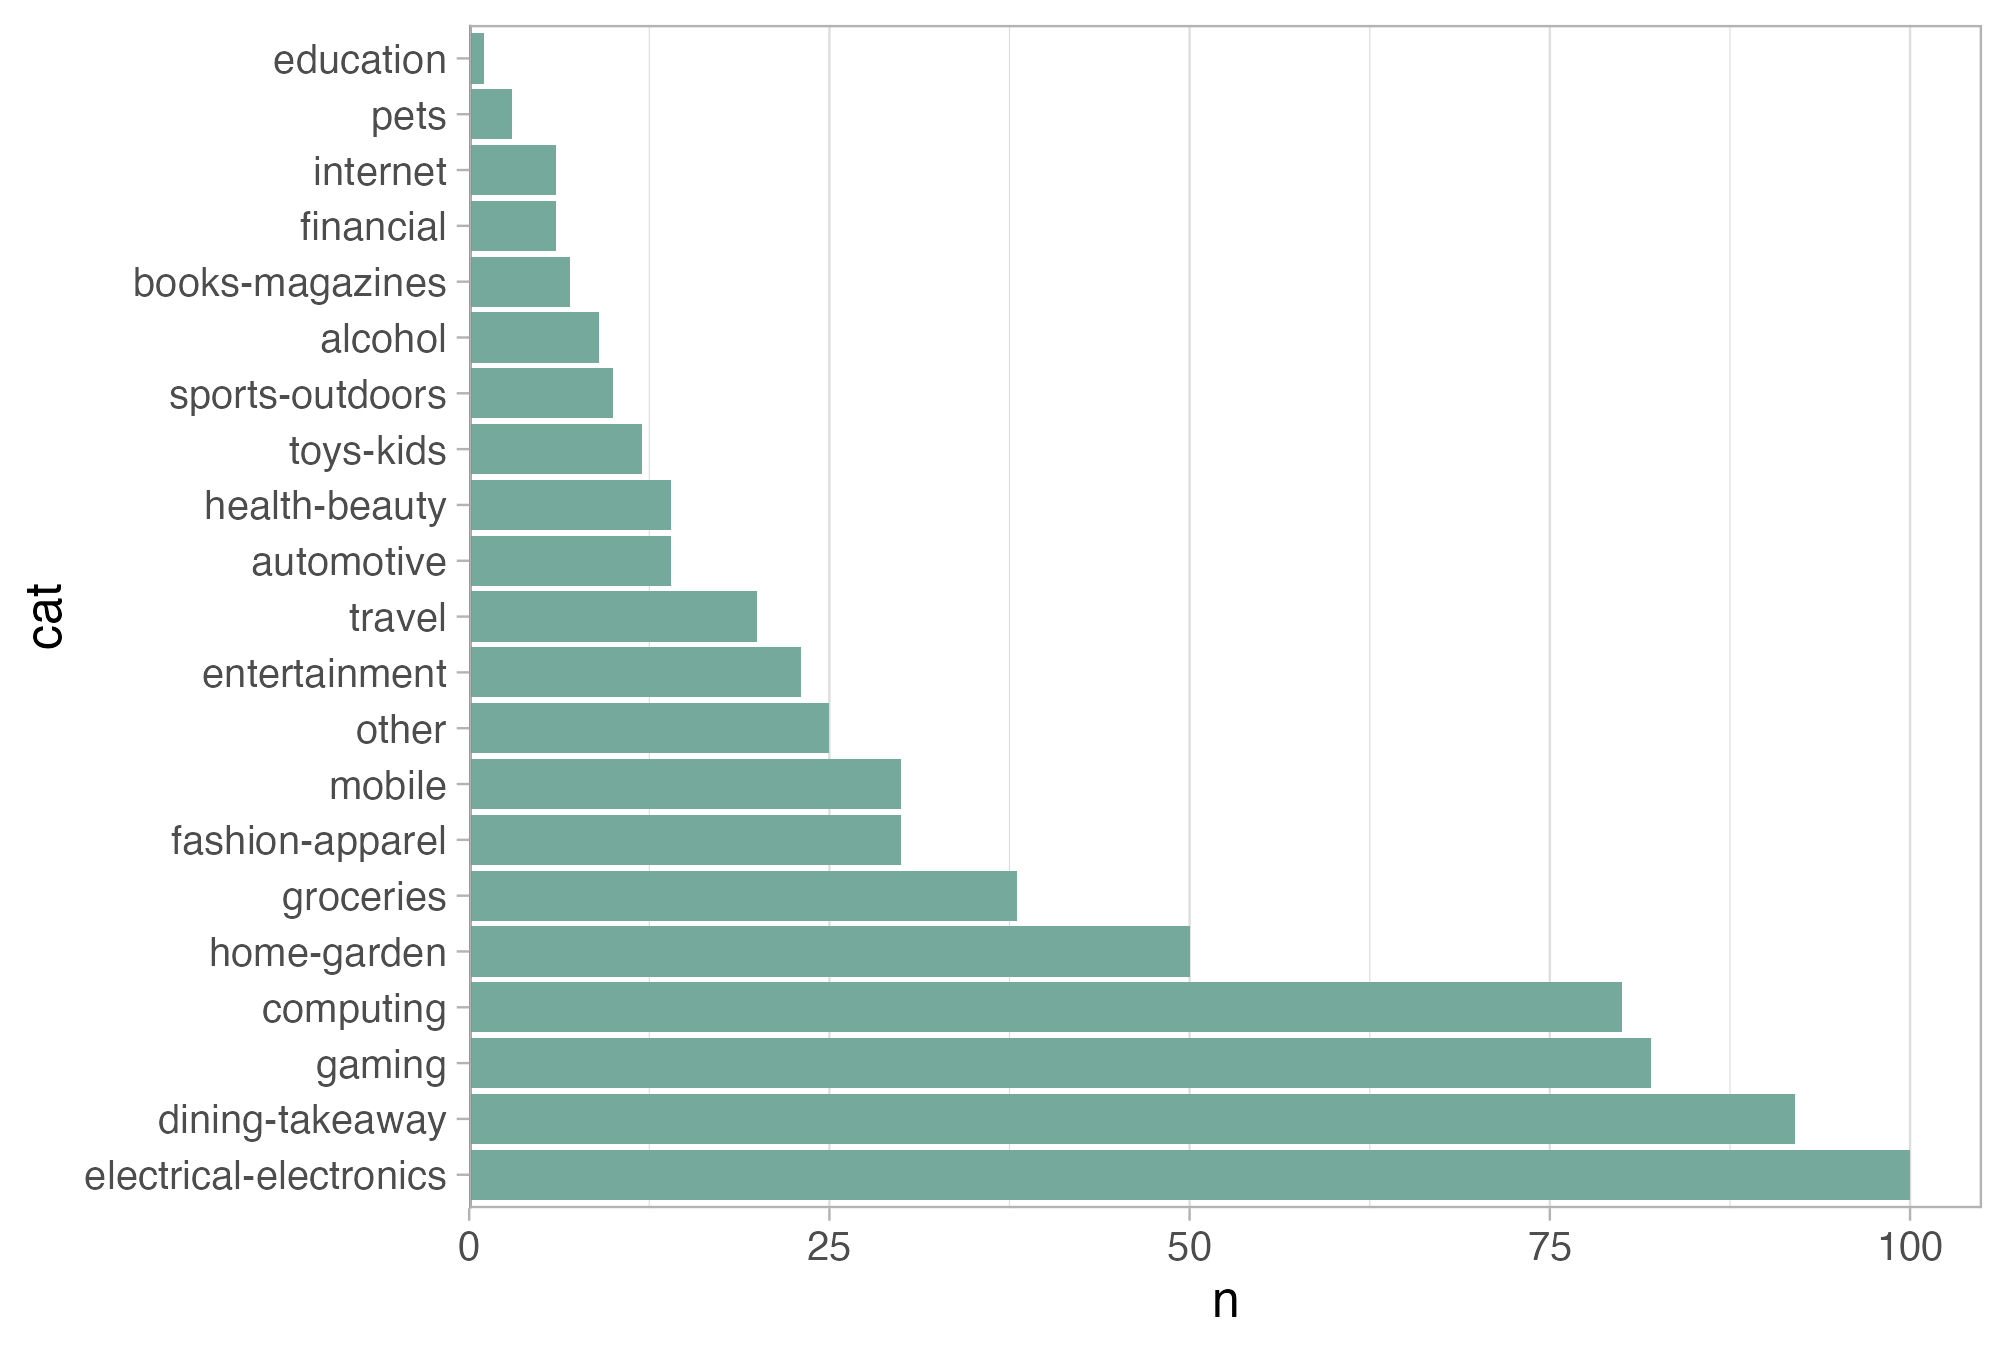 education
pets
internet
financial
books-magazines
alcohol
sports-outdoors
toys-kids
health-beauty
automotive
travel
entertainment
other
mobile
fashion-apparel
groceries
home-garden
computing
gaming
dining-takeaway
electrical-electronics
cat
0 25 50 75 100
n